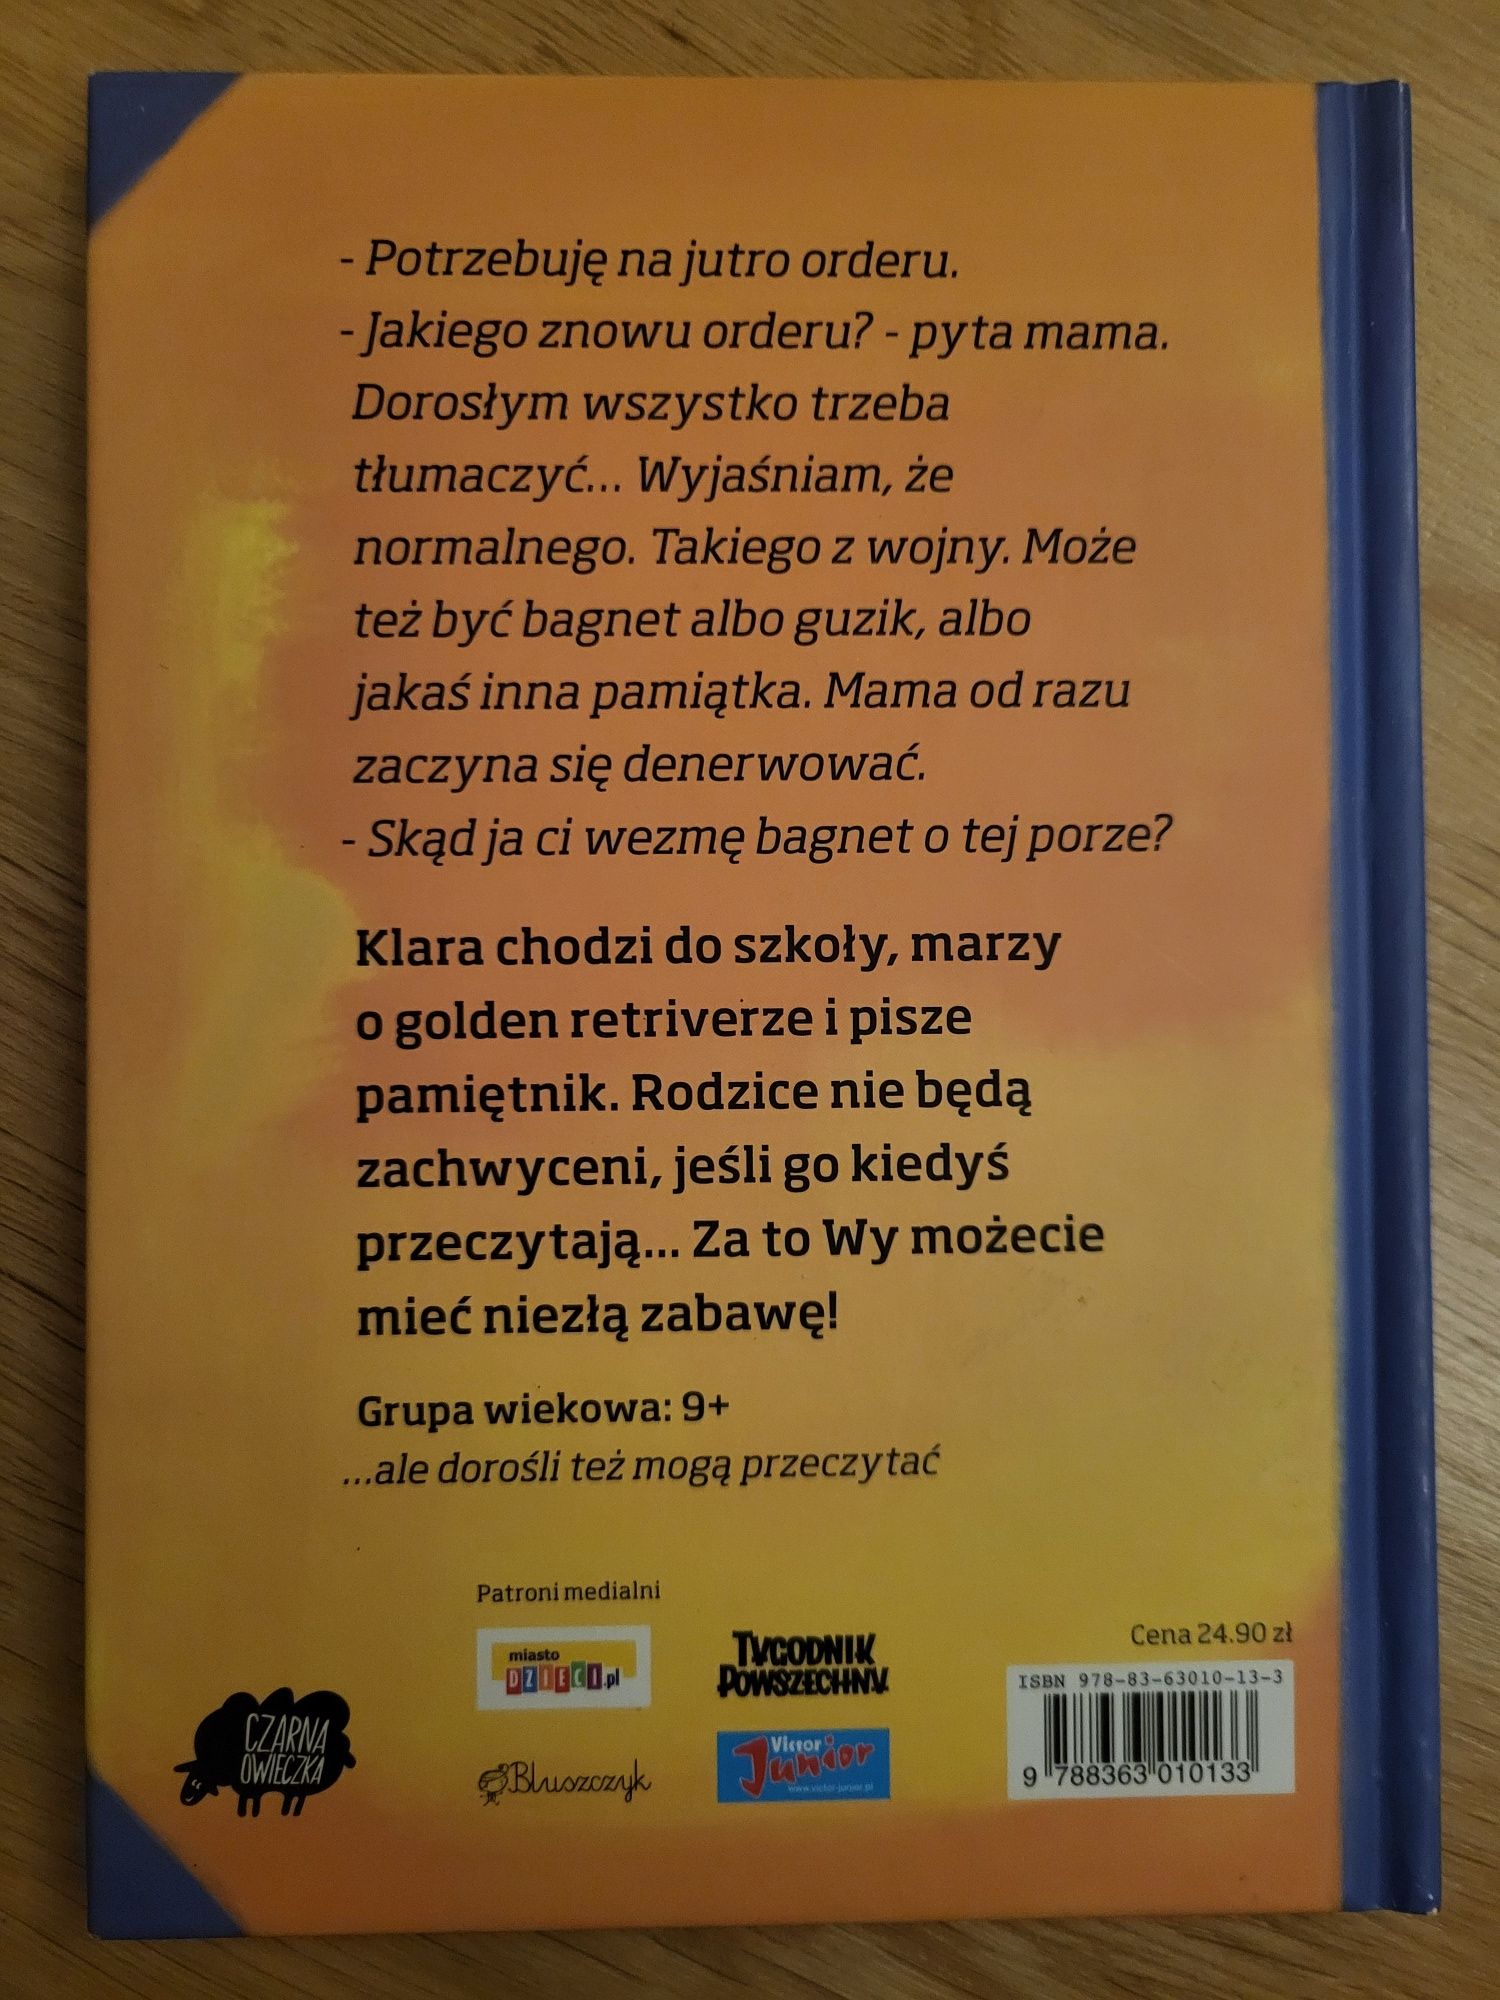 - Potrzebuję na jutro orderu.
- Jakiego znowu orderu? - pyta mama.
Dorosłym wszystko trzeba
tłumaczyć... Wyjaśniam, że
normalnego. Takiego z wojny. Może
też być bagnet albo guzik, albo
jakaś inna pamiątka. Mama od razu
zaczyna się denerwować.
- Skąd ja ci wezmę bagnet o tej porze?
Klara chodzi do szkoły, marzy
o golden retriverze i pisze
pamiętnik. Rodzice nie będą
zachwyceni, jeśli go kiedyś
przeczytają... Za to Wy możecie
mieć niezłą zabawę!
Grupa wiekowa: 9+
...ale dorośli też mogą przeczytać
Patroni medialni
miasto
DZIECI.pl
TYGODNIK
POWSZECHNY
Bluszczyk
Victor
Junior
www.victor-junior.pl
CZARNA
OWIECZKA
Cena 24.90 zł
ISBN 978-83-63010-13-3
9 788363 010133